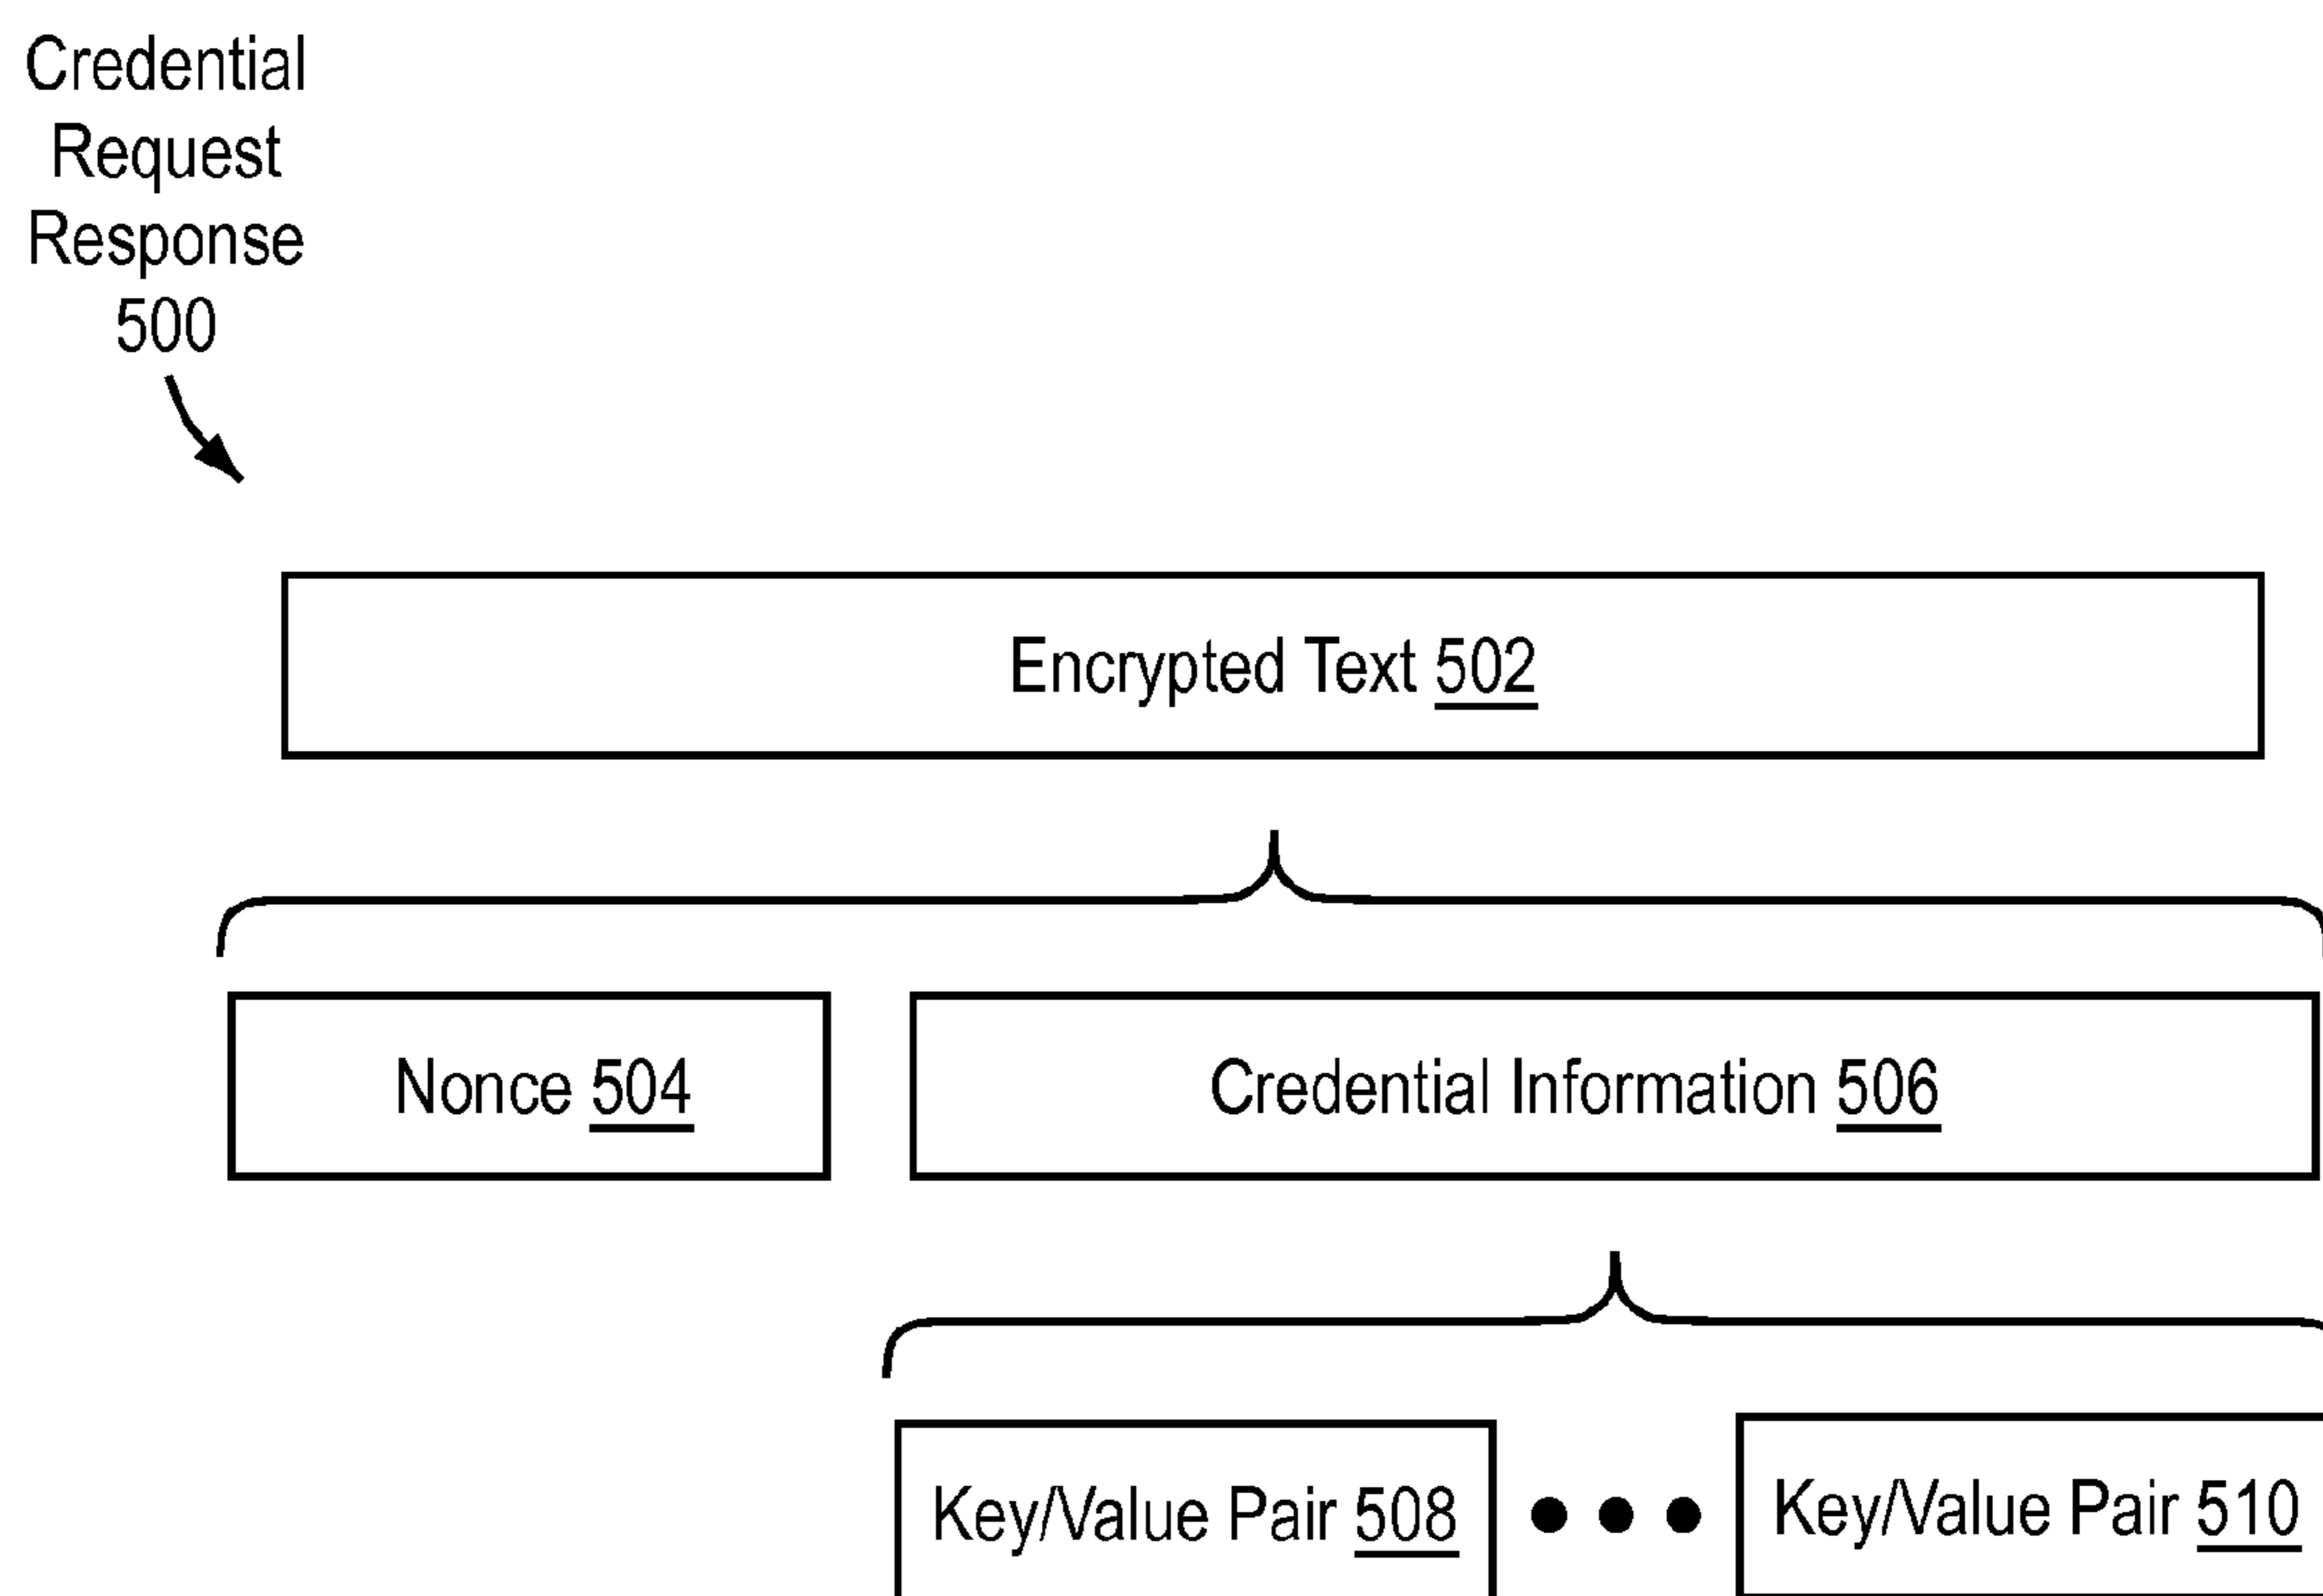 Credential
Request
Response
500
Encrypted Text 502
Nonce 504
Credential Information 506
Key/Value Pair 508
Key/Value Pair 510